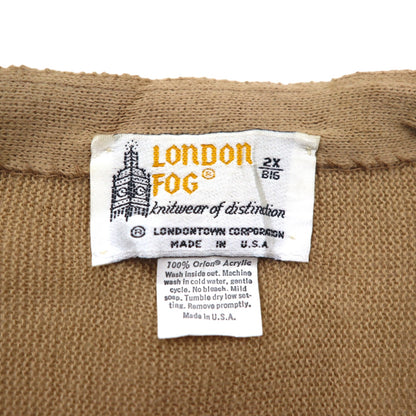 LONDON
FOG®
2X
BIG
knitwear of distinction
® LONDONTOWN CORPORATION
MADE IN U.S.A
100% Orlon® Acrylic
Wash inside out. Machine
wash in cold water, gentle
cycle. No bleach. Mild
soap. Tumble dry low set-
ting. Remove promptly.
Made in U.S.A.